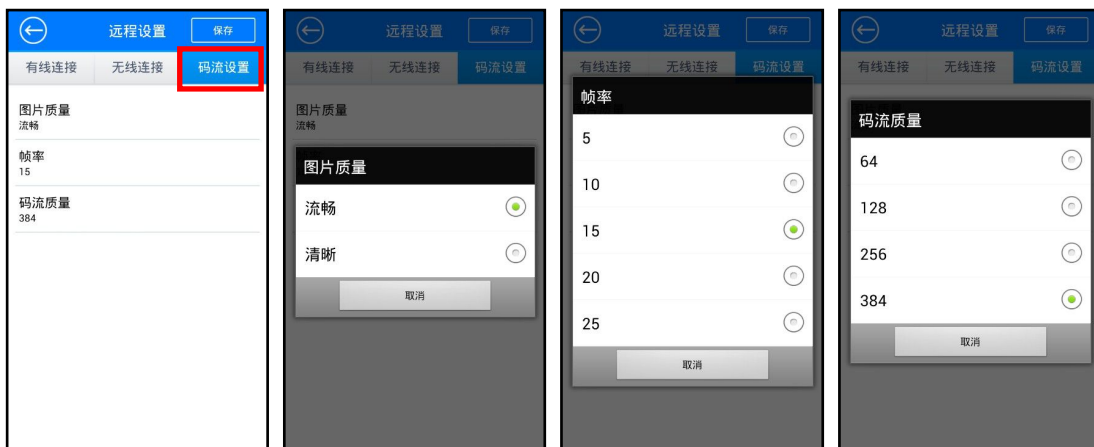 远程设置 保存
有线连接 无线连接 码流设置
图片质量
流畅
帧率
15
码流质量
384
远程设置 保存
有线连接 无线连接 码流设置
图片质量
流畅
图片质量
流畅
清晰
取消
远程设置 保存
有线连接 无线连接 码流设置
帧率
5
10
15
20
25
取消
远程设置 保存
有线连接 无线连接 码流设置
码流质量
64
128
256
384
取消